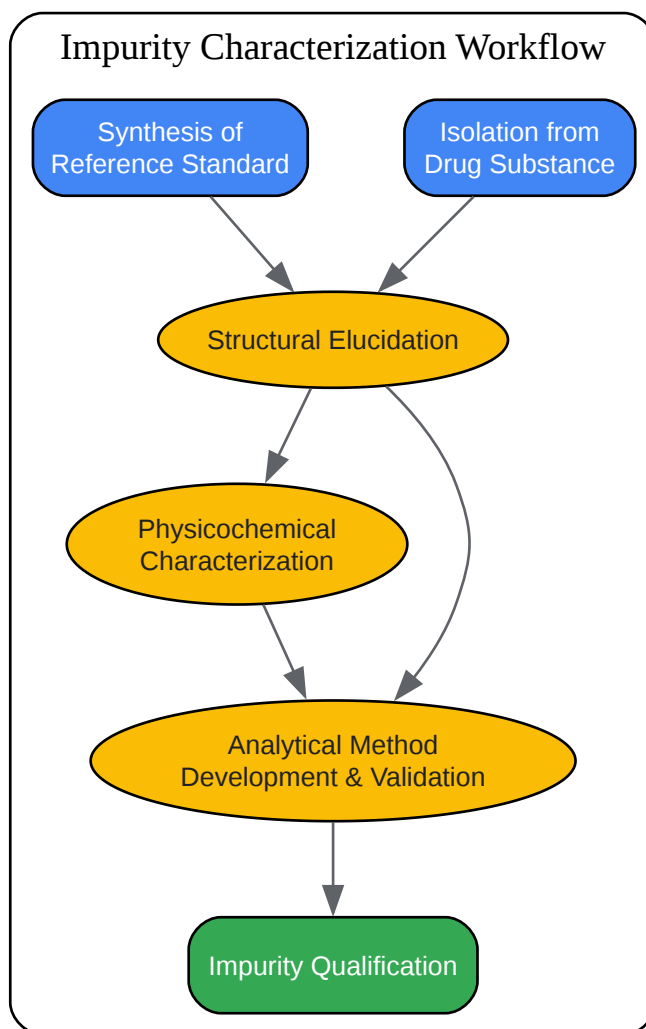 Impurity Characterization Workflow
Synthesis of
Reference Standard
Isolation from
Drug Substance
Structural Elucidation
Physicochemical
Characterization
Analytical Method
Development & Validation
Impurity Qualification